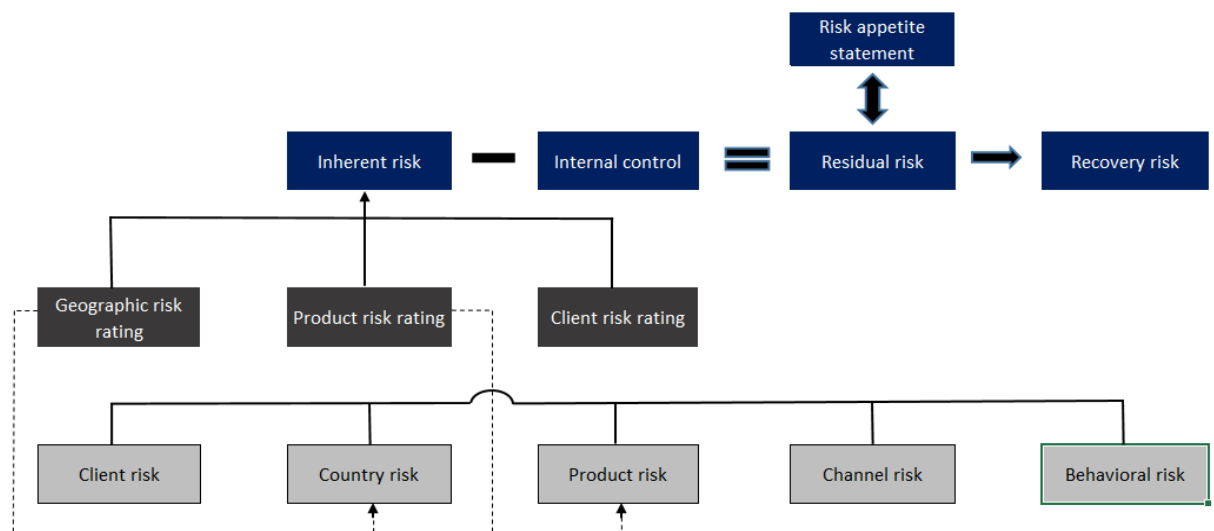 Risk appetite
statement
Inherent risk
Internal control
Residual risk
Recovery risk
Geographic risk
rating
Product risk rating
Client risk rating
Client risk
Country risk
Product risk
Channel risk
Behavioral risk